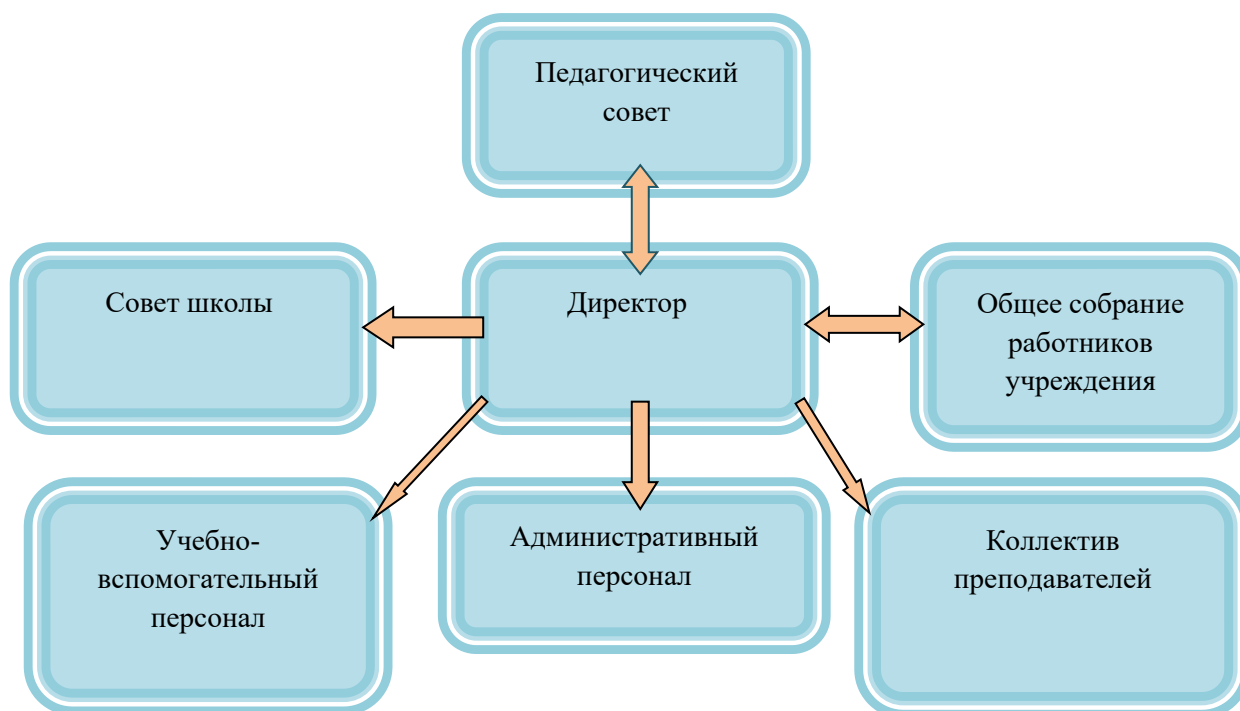 Педагогический
совет
Совет школы
Директор
Общее собрание
работников
учреждения
Учебно-
вспомогательный
персонал
Административный
персонал
Коллектив
преподавателей